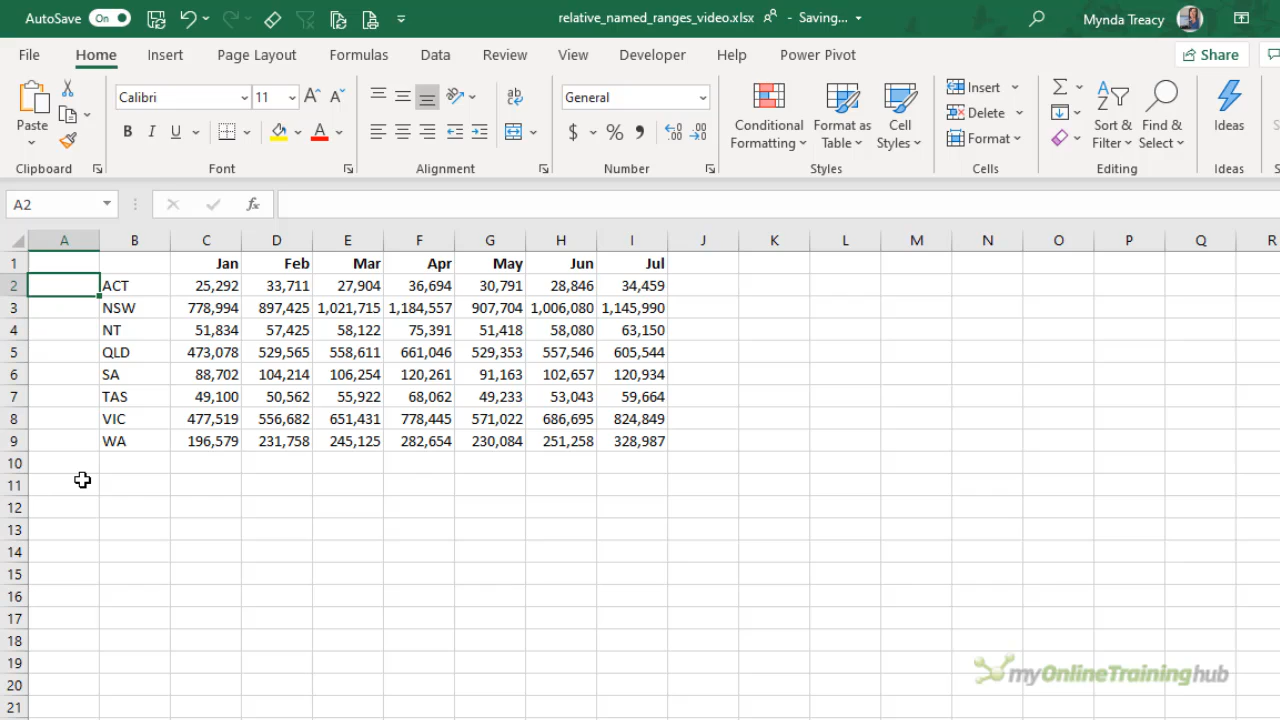 AutoSave On relative_named_ranges_video.xlsx - Saving... Mynda Treacy
File Home Insert Page Layout Formulas Data Review View Developer Help Power Pivot Share
Paste Calibri 11 General Conditional Formatting Format as Table Cell Styles Insert Delete Format Sort & Filter Find & Select Ideas
B I U A $ % ,
Clipboard Font Alignment Number Styles Cells Editing Ideas
A2 fx
A B C D E F G H I J K L M N O P Q R
1 Jan Feb Mar Apr May Jun Jul
2 ACT 25,292 33,711 27,904 36,694 30,791 28,846 34,459
3 NSW 778,994 897,425 1,021,715 1,184,557 907,704 1,006,080 1,145,990
4 NT 51,834 57,425 58,122 75,391 51,418 58,080 63,150
5 QLD 473,078 529,565 558,611 661,046 529,353 557,546 605,544
6 SA 88,702 104,214 106,254 120,261 91,163 102,657 120,934
7 TAS 49,100 50,562 55,922 68,062 49,233 53,043 59,664
8 VIC 477,519 556,682 651,431 778,445 571,022 686,695 824,849
9 WA 196,579 231,758 245,125 282,654 230,084 251,258 328,987
10
11
12
13
14
15
16
17
18
19
myOnlineTrainingHub
20
21